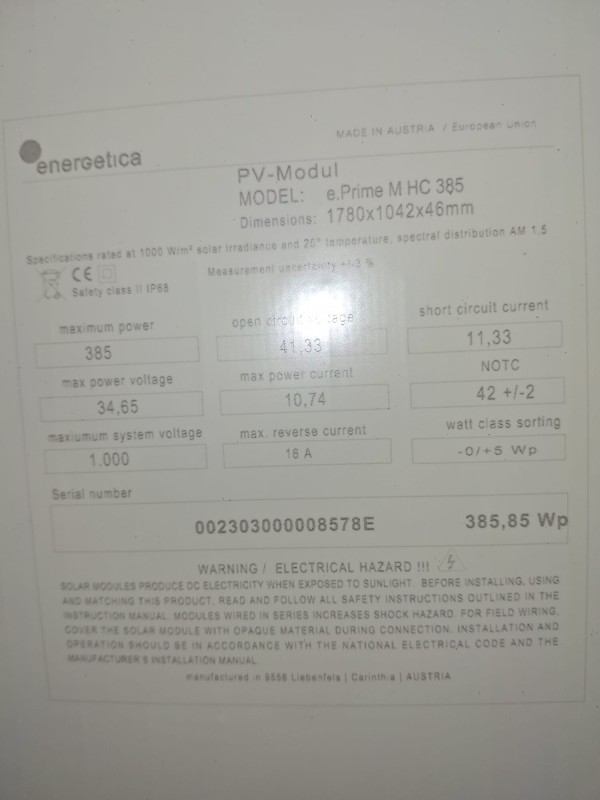 MADE IN AUSTRIA / European Union
energetica
PV-Modul
MODEL: e.Prime M HC 385
Dimensions: 1780x1042x46mm
Specifications rated at 1000 W/m² solar irradiance and 25° temperature, spectral distribution AM 1,5
Measurement uncertainty +/-3 %
CE
Safety class II IP68
maximum power
385
open circuit voltage
41,33
short circuit current
11,33
max power voltage
34,65
max power current
10,74
NOTC
42 +/-2
maxiumum system voltage
1.000
max. reverse current
16 A
watt class sorting
-0/+5 Wp
Serial number
002303000008578E 385,85 Wp
WARNING / ELECTRICAL HAZARD !!!
SOLAR MODULES PRODUCE DC ELECTRICITY WHEN EXPOSED TO SUNLIGHT. BEFORE INSTALLING, USING
AND MATCHING THIS PRODUCT, READ AND FOLLOW ALL SAFETY INSTRUCTIONS OUTLINED IN THE
INSTRUCTION MANUAL. MODULES WIRED IN SERIES INCREASES SHOCK HAZARD. FOR FIELD WIRING,
COVER THE SOLAR MODULE WITH OPAQUE MATERIAL DURING CONNECTION. INSTALLATION AND
OPERATION SHOULD BE IN ACCORDANCE WITH THE NATIONAL ELECTRICAL CODE AND THE
MANUFACTURER'S INSTALLATION MANUAL.
manufactured in 9556 Liebenfels | Carinthia | AUSTRIA